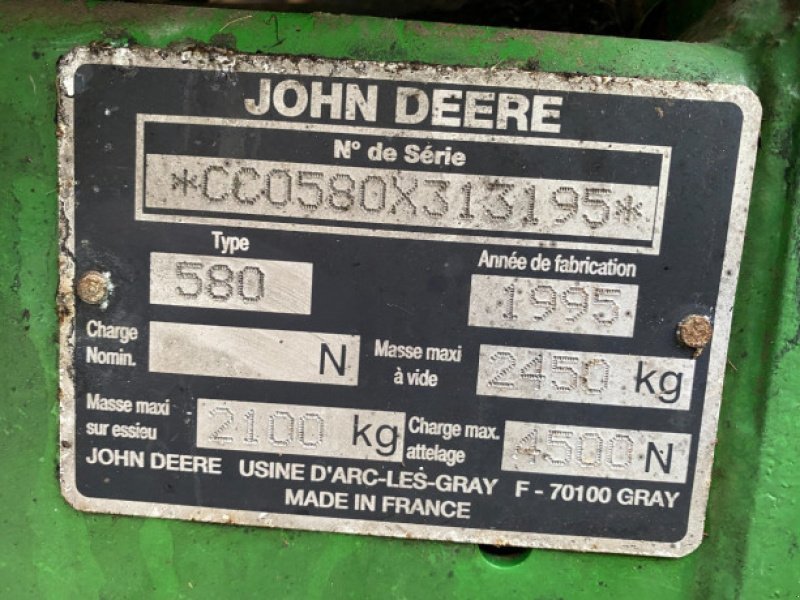 JOHN DEERE
N° de Série
*CC0580X313195*
Type
580
Année de fabrication
1995
Charge
Nomin.
N
Masse maxi
à vide
2450 kg
Masse maxi
sur essieu
2100 kg
Charge max.
attelage
4500 N
JOHN DEERE USINE D'ARC-LES-GRAY F - 70100 GRAY
MADE IN FRANCE